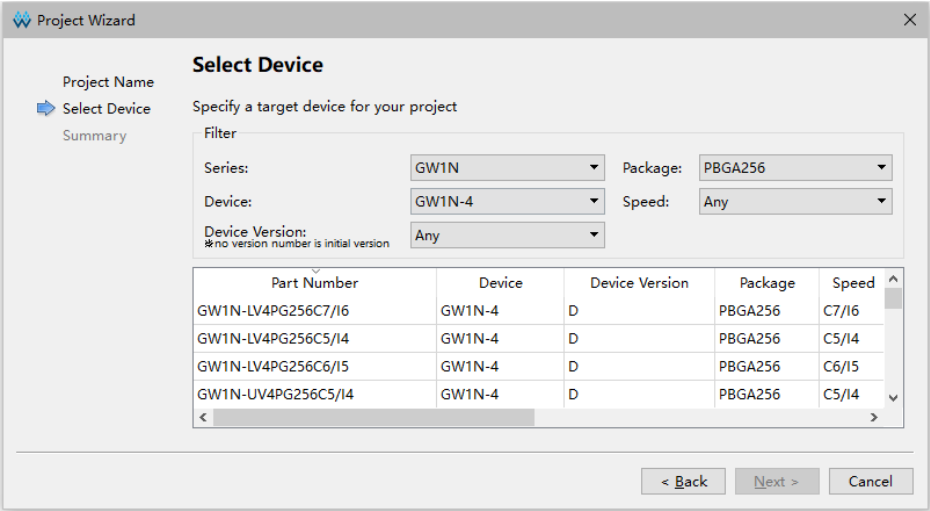 Project Wizard
Project Name
Select Device
Summary
Select Device
Specify a target device for your project
Filter
Series: GW1N Package: PBGA256
Device: GW1N-4 Speed: Any
Device Version: Any
※no version number is initial version
Part Number Device Device Version Package Speed
GW1N-LV4PG256C7/I6 GW1N-4 D PBGA256 C7/I6
GW1N-LV4PG256C5/I4 GW1N-4 D PBGA256 C5/I4
GW1N-LV4PG256C6/I5 GW1N-4 D PBGA256 C6/I5
GW1N-UV4PG256C5/I4 GW1N-4 D PBGA256 C5/I4
< Back Next > Cancel